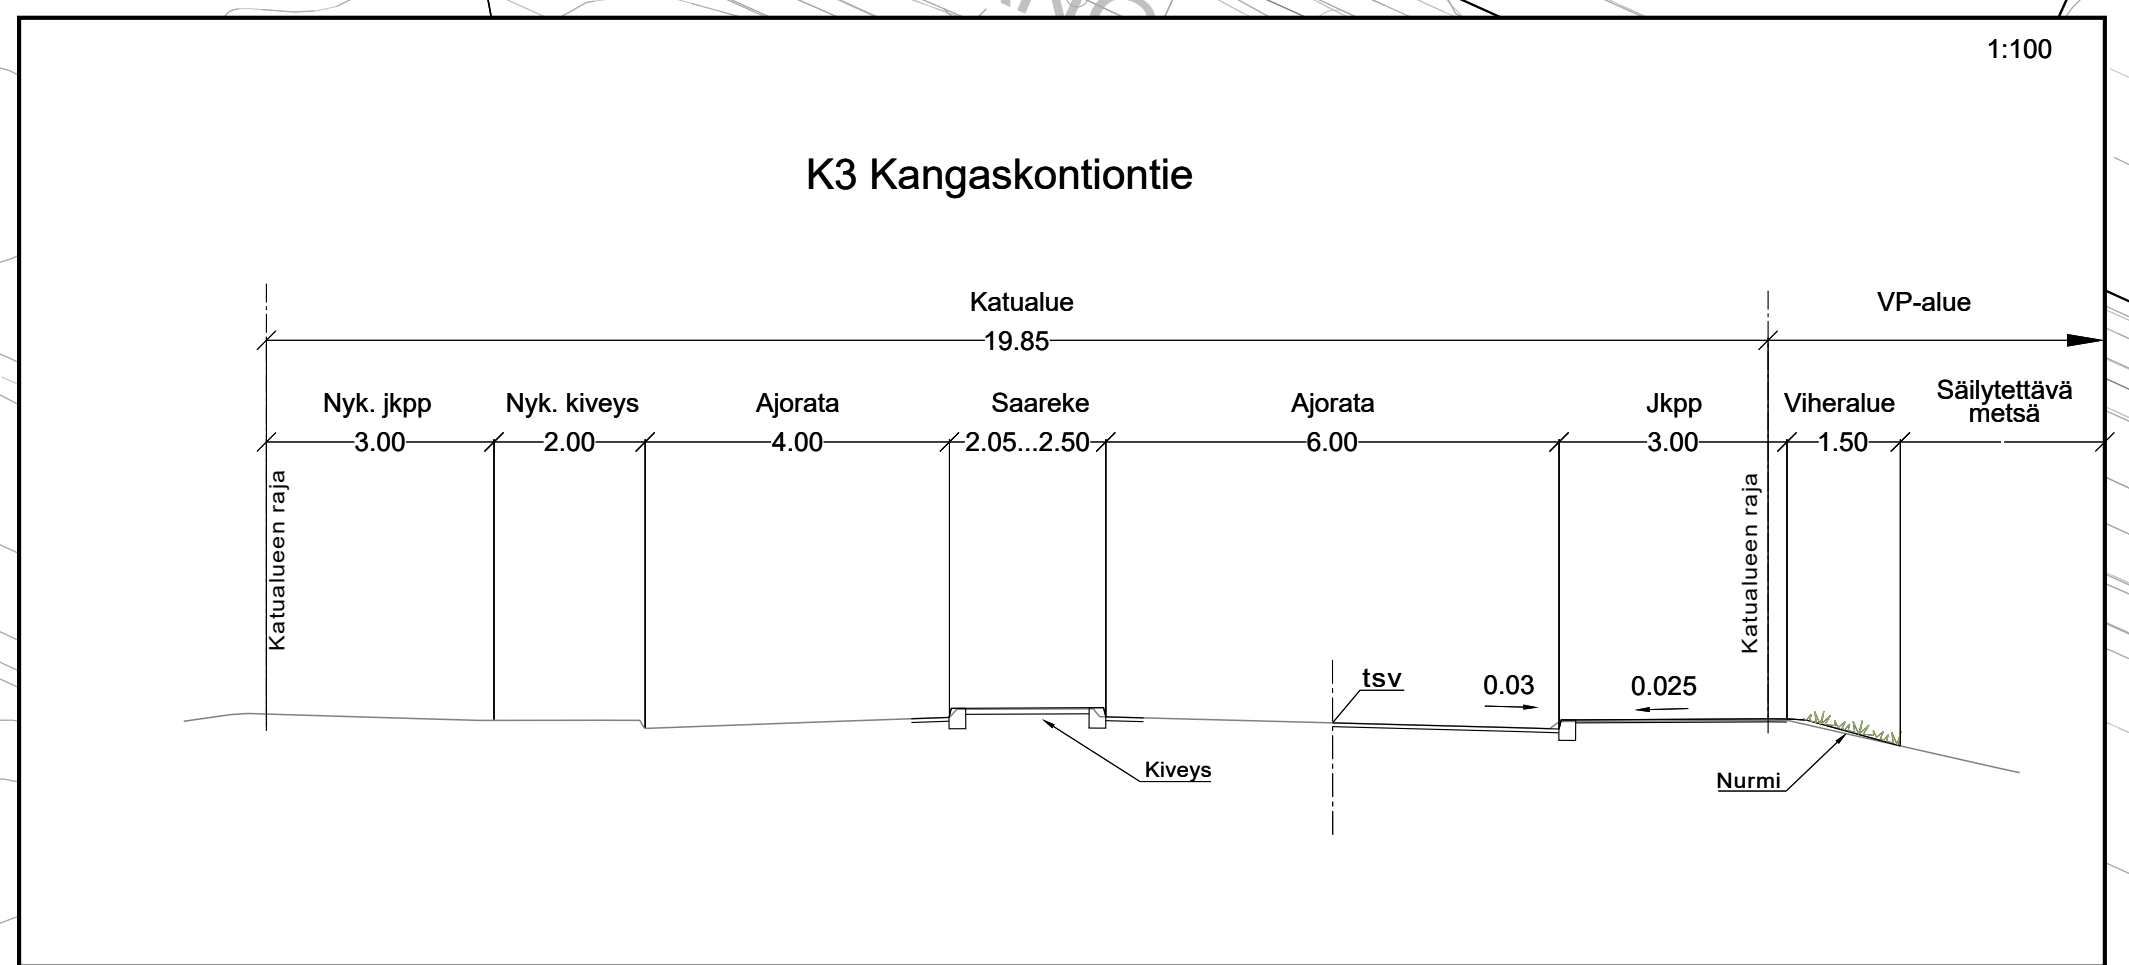 1:100
K3 Kangaskontiontie
Katualue
VP-alue
19.85
Nyk. jkpp
Nyk. kiveys
Ajorata
Saareke
Ajorata
Jkpp
Viheralue
Säilytettävä
metsä
3.00
2.00
4.00
2.05...2.50
6.00
3.00
1.50
Katualueen raja
Katualueen raja
tsv
0.03
0.025
Kiveys
Nurmi